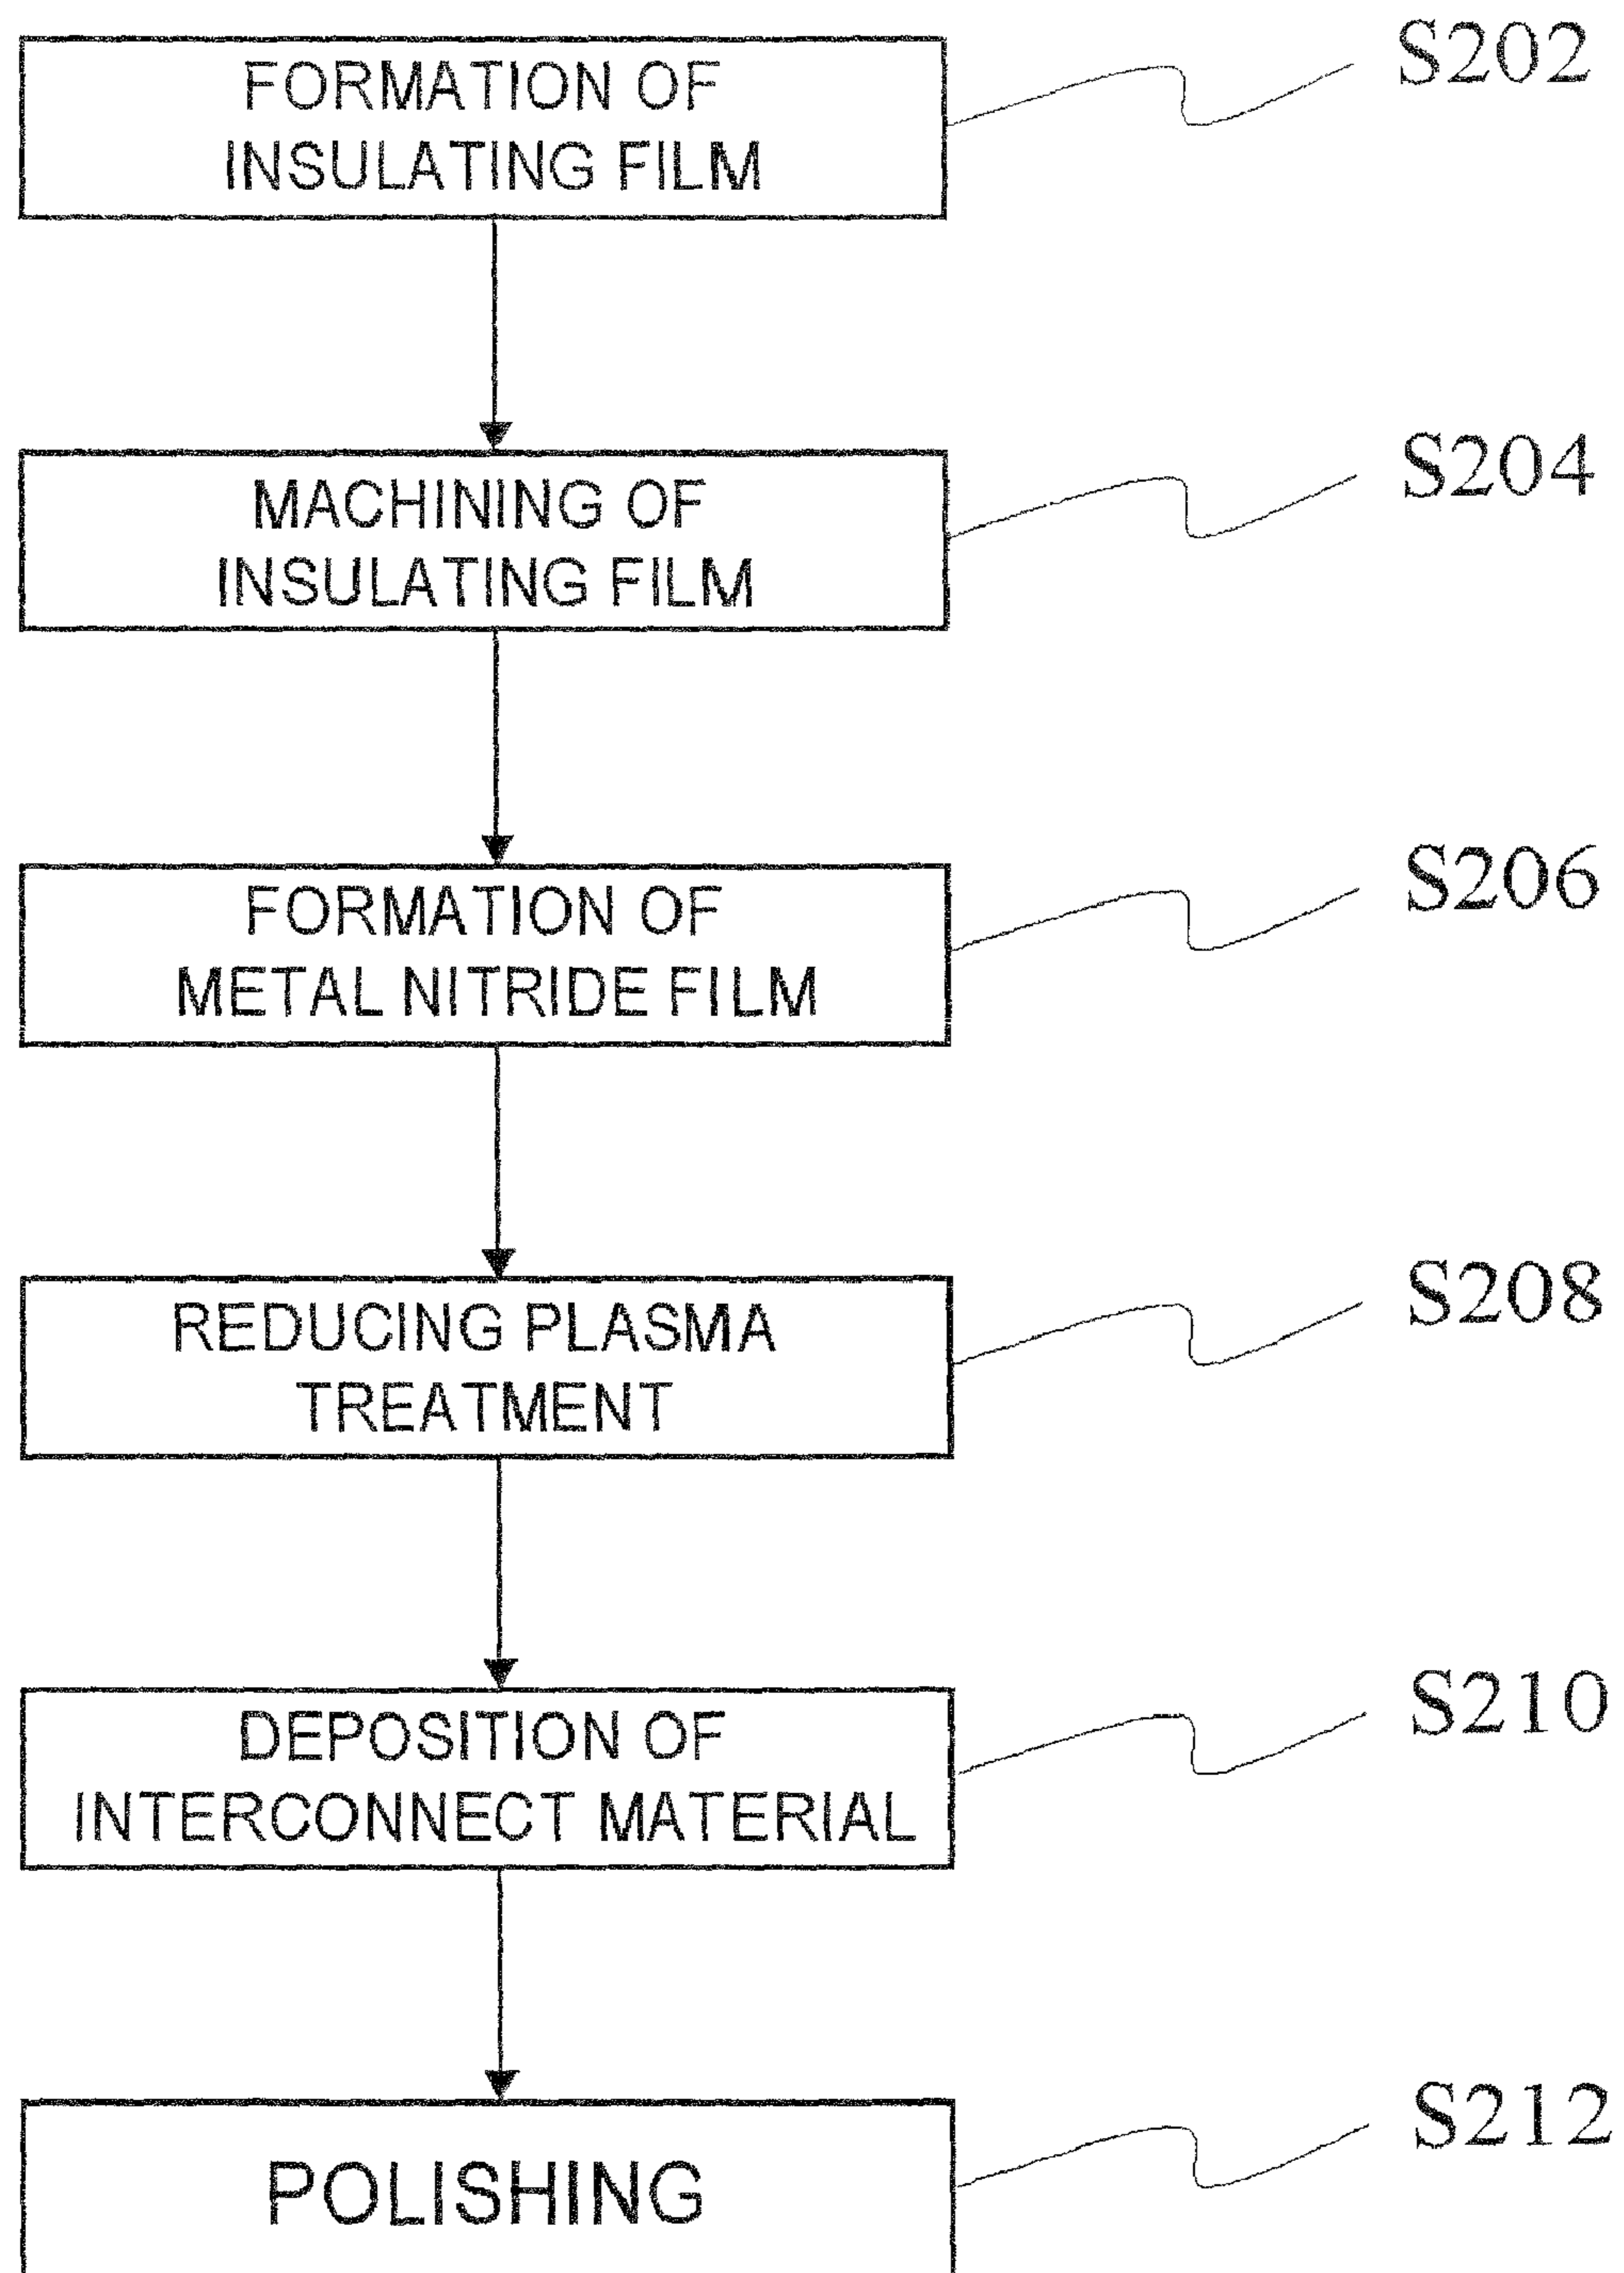 FORMATION OF
INSULATING FILM
S202
MACHINING OF
INSULATING FILM
S204
FORMATION OF
METAL NITRIDE FILM
S206
REDUCING PLASMA
TREATMENT
S208
DEPOSITION OF
INTERCONNECT MATERIAL
S210
POLISHING
S212